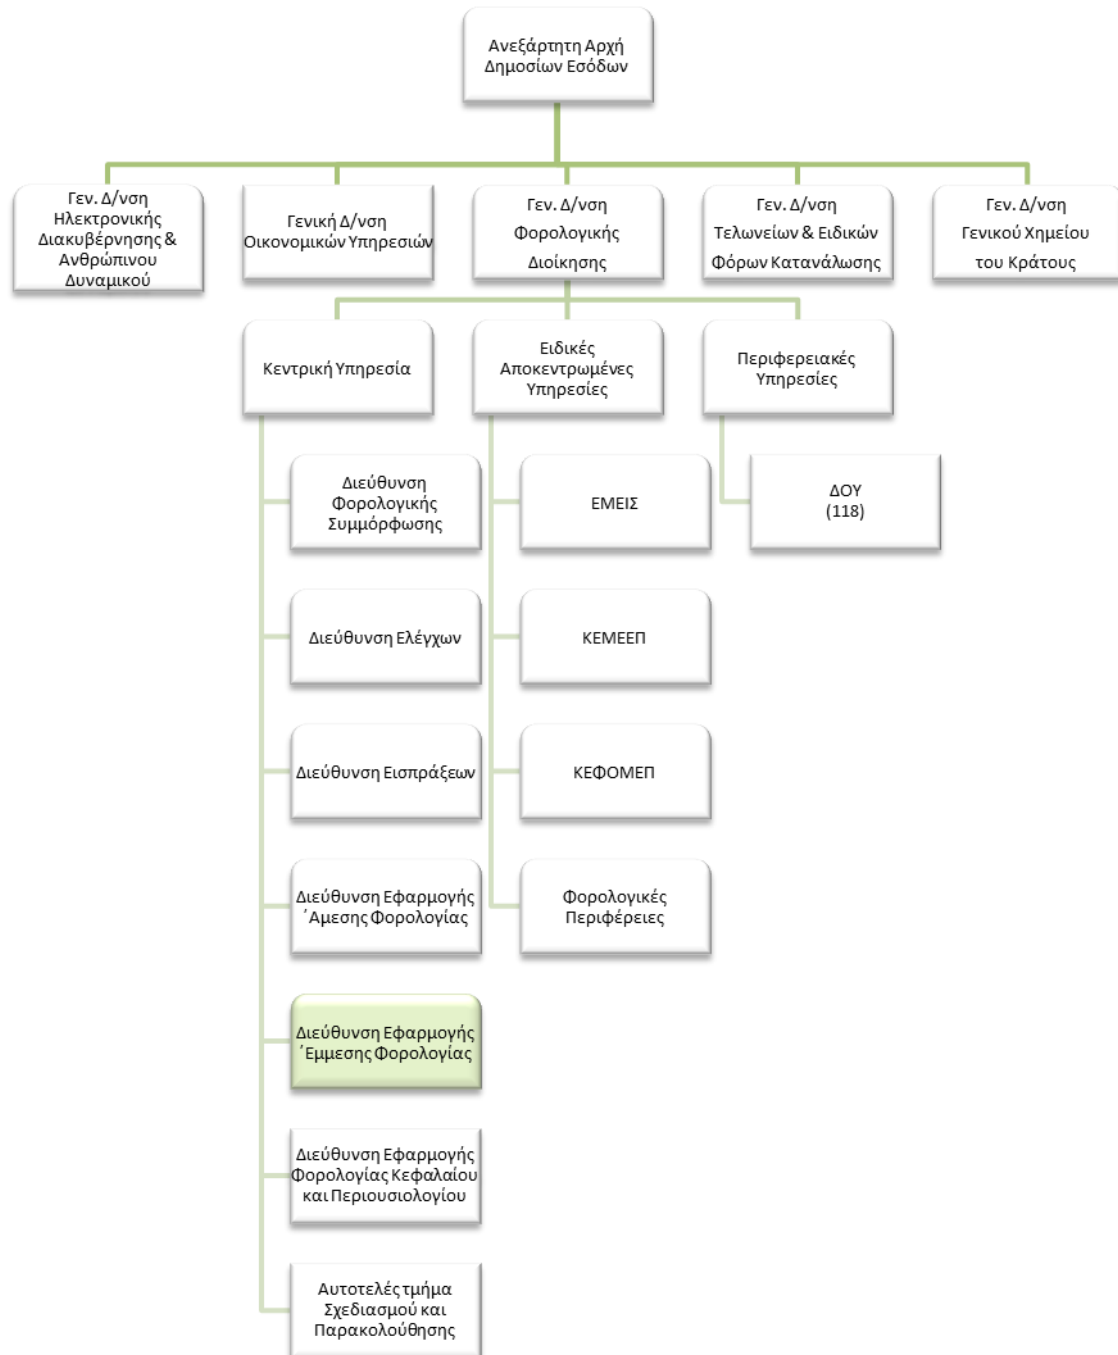 Ανεξάρτητη Αρχή
Δημοσίων Εσόδων
Γεν. Δ/νση
Ηλεκτρονικής
Διακυβέρνησης &
Ανθρώπινου
Δυναμικού
Γενική Δ/νση
Οικονομικών Υπηρεσιών
Γεν. Δ/νση
Φορολογικής
Διοίκησης
Γεν. Δ/νση
Τελωνείων & Ειδικών
Φόρων Κατανάλωσης
Γεν. Δ/νση
Γενικού Χημείου
του Κράτους
Κεντρική Υπηρεσία
Ειδικές
Αποκεντρωμένες
Υπηρεσίες
Περιφερειακές
Υπηρεσίες
Διεύθυνση
Φορολογικής
Συμμόρφωσης
ΕΜΕΙΣ
ΔΟΥ
(118)
Διεύθυνση Ελέγχων
ΚΕΜΕΕΠ
Διεύθυνση Εισπράξεων
ΚΕΦΟΜΕΠ
Διεύθυνση Εφαρμογής
΄Αμεσης Φορολογίας
Φορολογικές
Περιφέρειες
Διεύθυνση Εφαρμογής
΄Εμμεσης Φορολογίας
Διεύθυνση Εφαρμογής
Φορολογίας Κεφαλαίου
και Περιουσιολογίου
Αυτοτελές τμήμα
Σχεδιασμού και
Παρακολούθησης